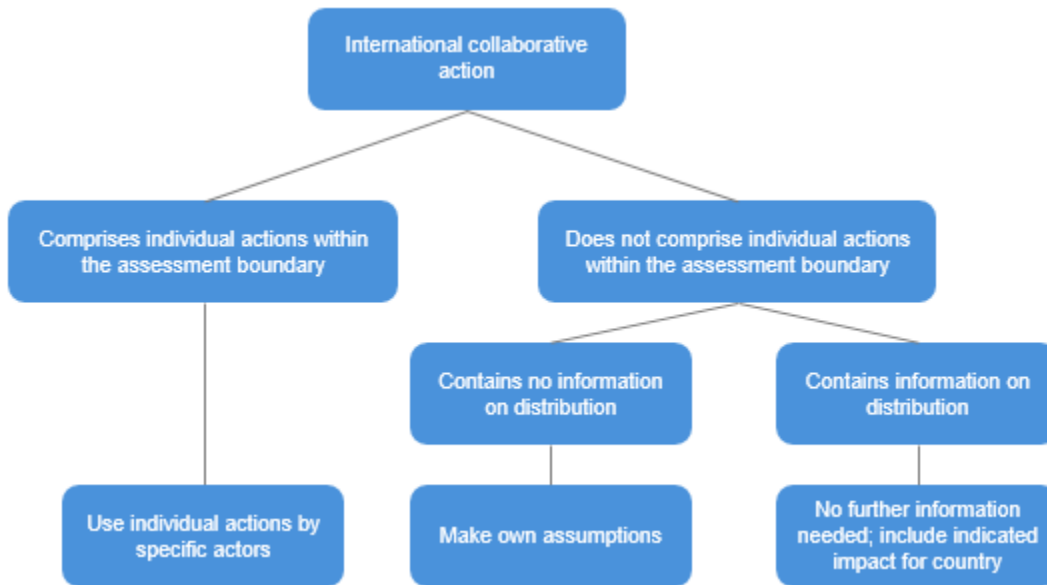 International collaborative
action
Comprises individual actions within
the assessment boundary
Does not comprise individual actions
within the assessment boundary
Contains no information
on distribution
Contains information on
distribution
Use individual actions by
specific actors
Make own assumptions
No further information
needed; include indicated
impact for country